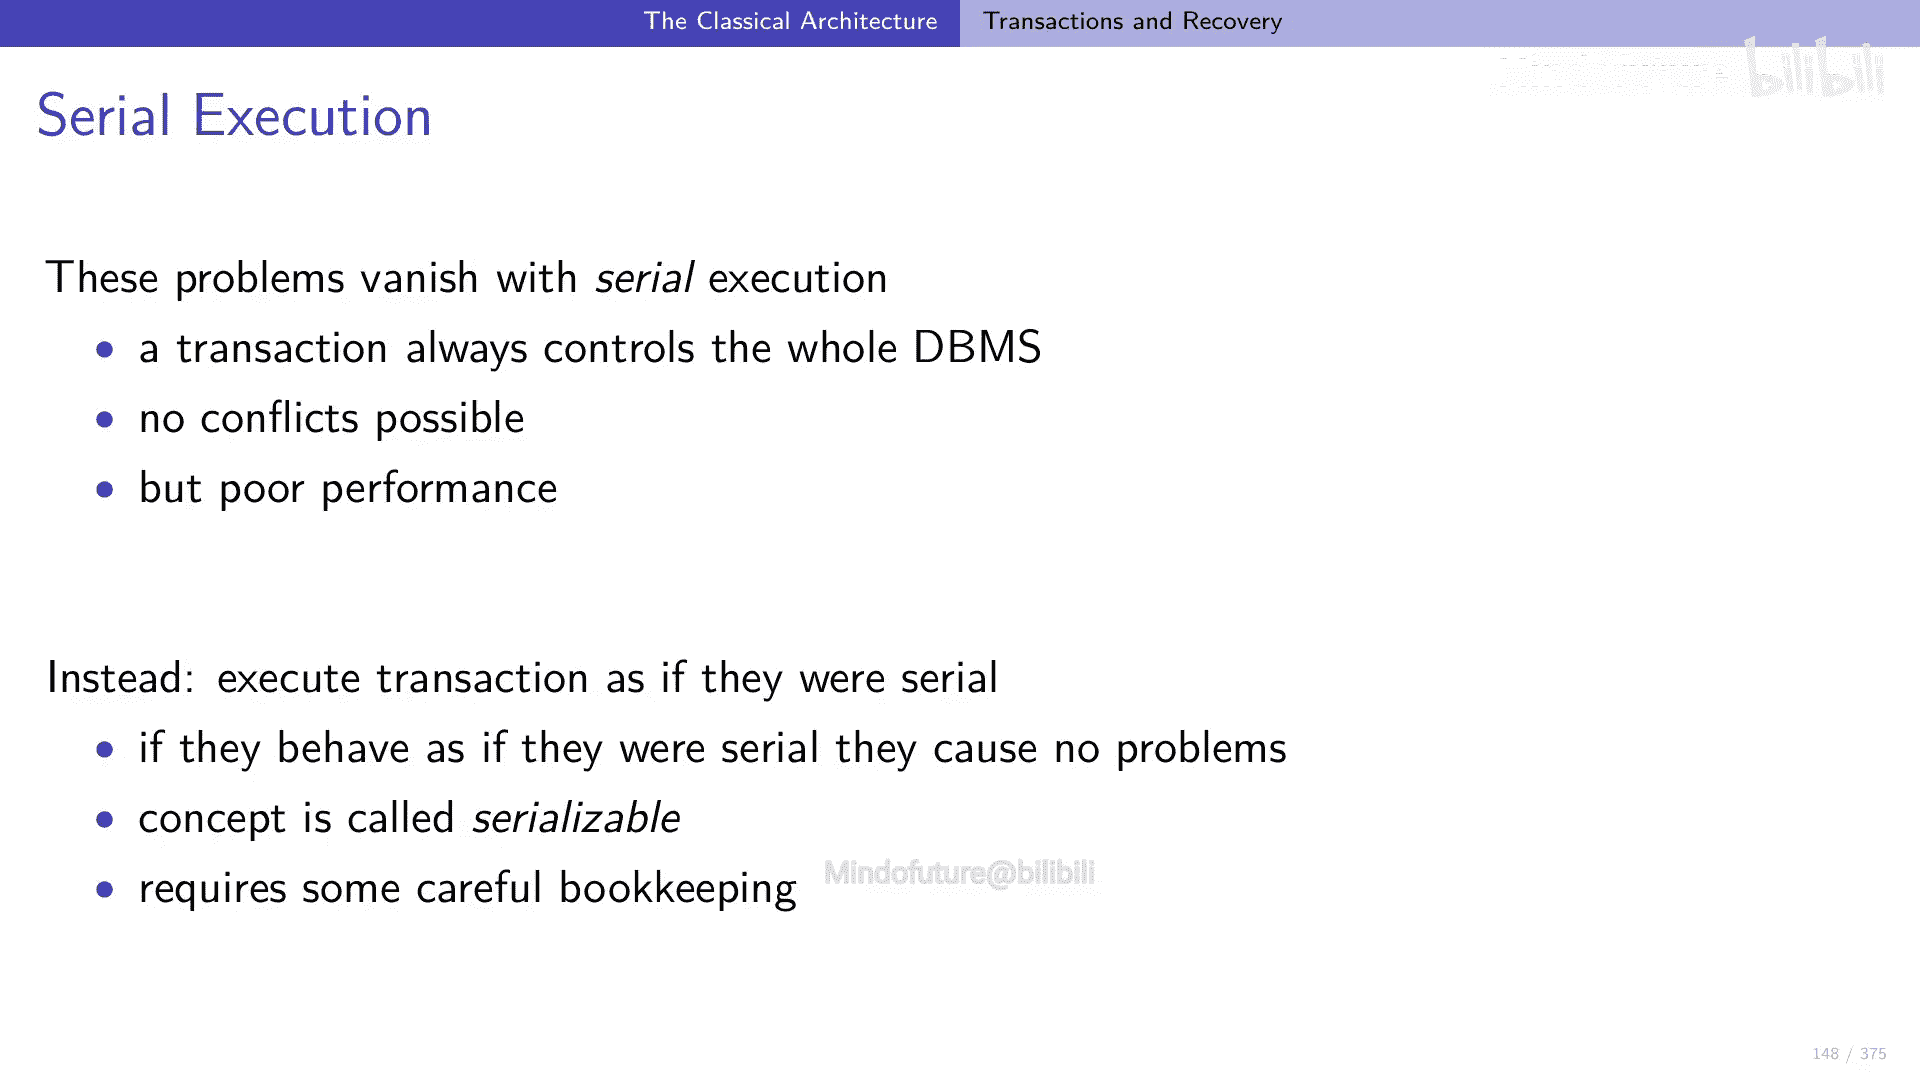 The Classical Architecture
Transactions and Recovery
bilibili
Serial Execution
These problems vanish with serial execution
• a transaction always controls the whole DBMS
• no conflicts possible
• but poor performance
Instead: execute transaction as if they were serial
• if they behave as if they were serial they cause no problems
• concept is called serializable
• requires some careful bookkeeping
Mindofuture@bilibili
148 / 375